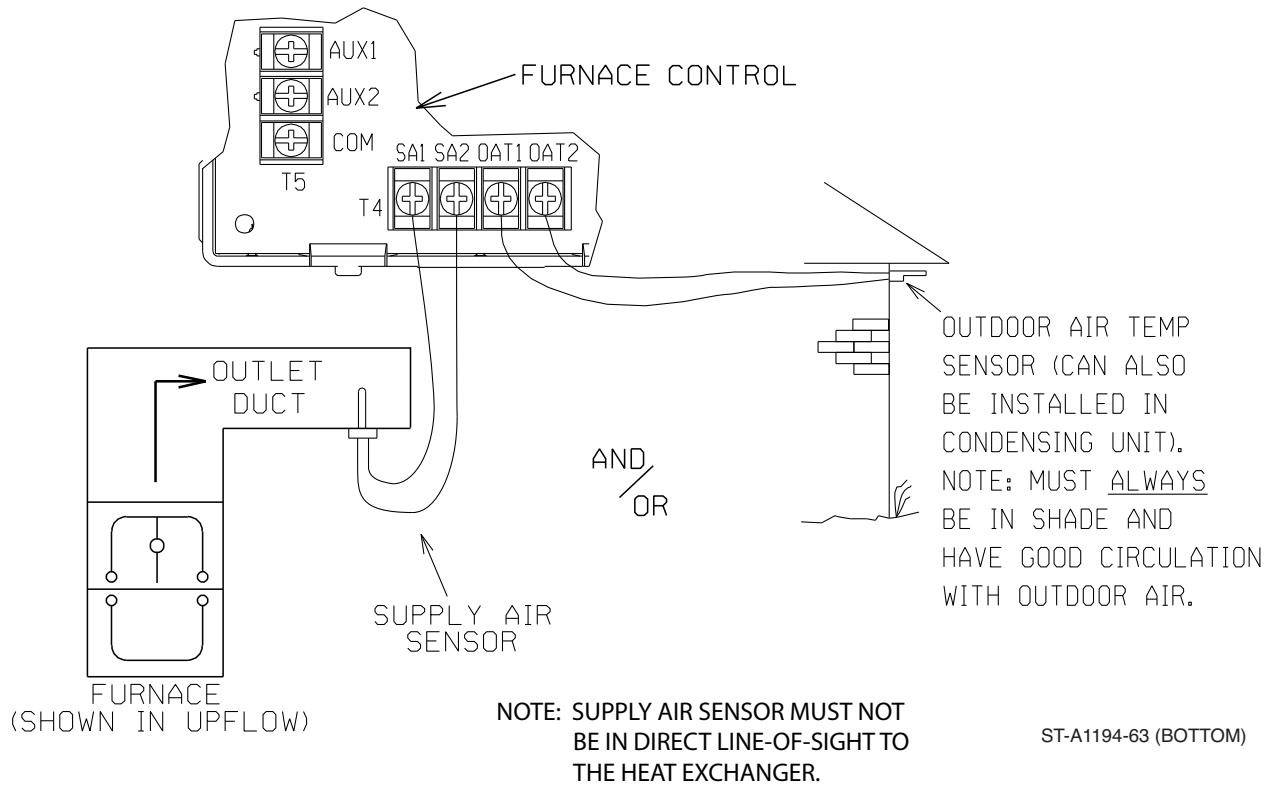 AUX1
AUX2
COM
T5
FURNACE CONTROL
SA1 SA2 OAT1 OAT2
T4
OUTLET
DUCT
AND/
OR
OUTDOOR AIR TEMP
SENSOR (CAN ALSO
BE INSTALLED IN
CONDENSING UNIT).
NOTE: MUST ALWAYS
BE IN SHADE AND
HAVE GOOD CIRCULATION
WITH OUTDOOR AIR.
SUPPLY AIR
SENSOR
FURNACE
(SHOWN IN UPFLOW)
NOTE: SUPPLY AIR SENSOR MUST NOT
BE IN DIRECT LINE-OF-SIGHT TO
THE HEAT EXCHANGER.
ST-A1194-63 (BOTTOM)